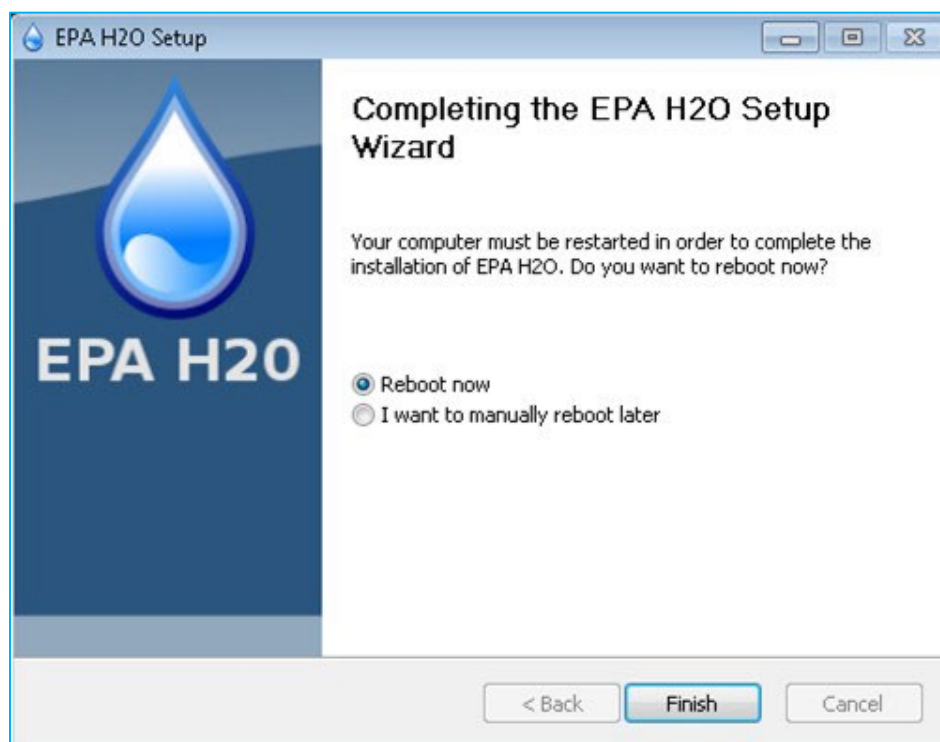 EPA H2O Setup
Completing the EPA H2O Setup
Wizard
Your computer must be restarted in order to complete the
installation of EPA H2O. Do you want to reboot now?
EPA H20
Reboot now
I want to manually reboot later
< Back
Finish
Cancel